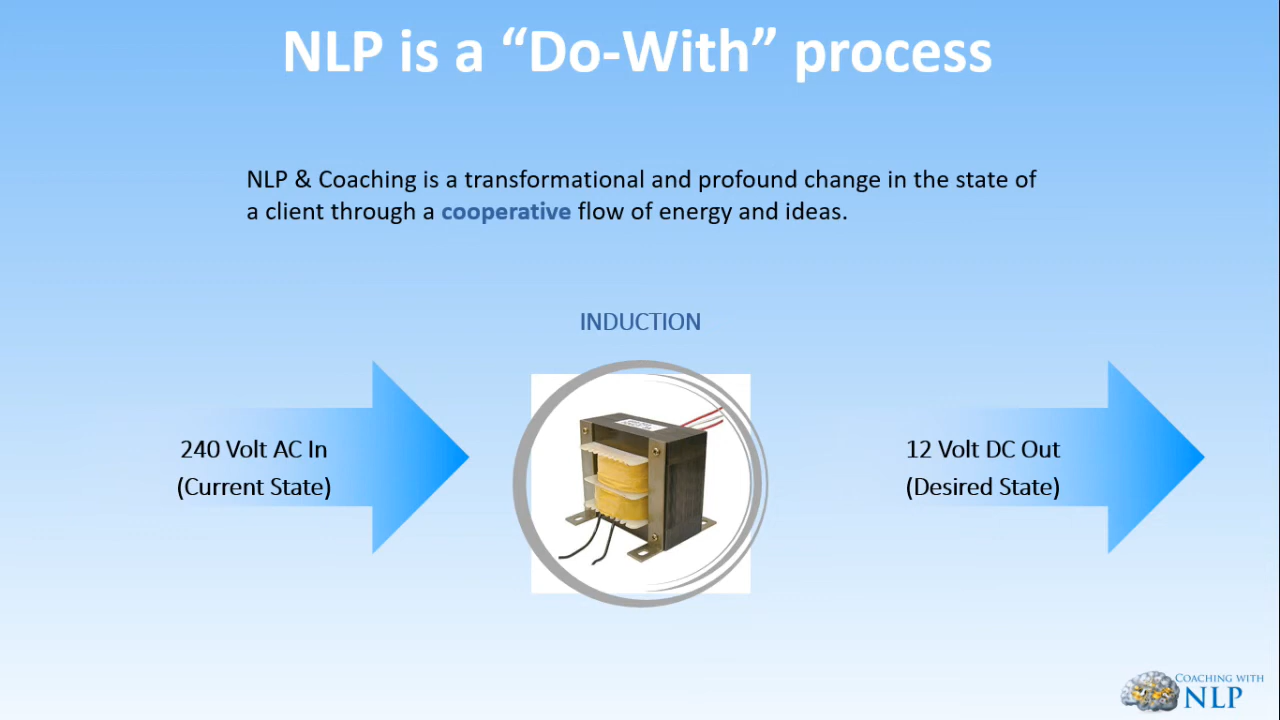 NLP is a “Do-With” process
NLP & Coaching is a transformational and profound change in the state of
a client through a cooperative flow of energy and ideas.
INDUCTION
240 Volt AC In
(Current State)
12 Volt DC Out
(Desired State)
COACHING WITH
NLP